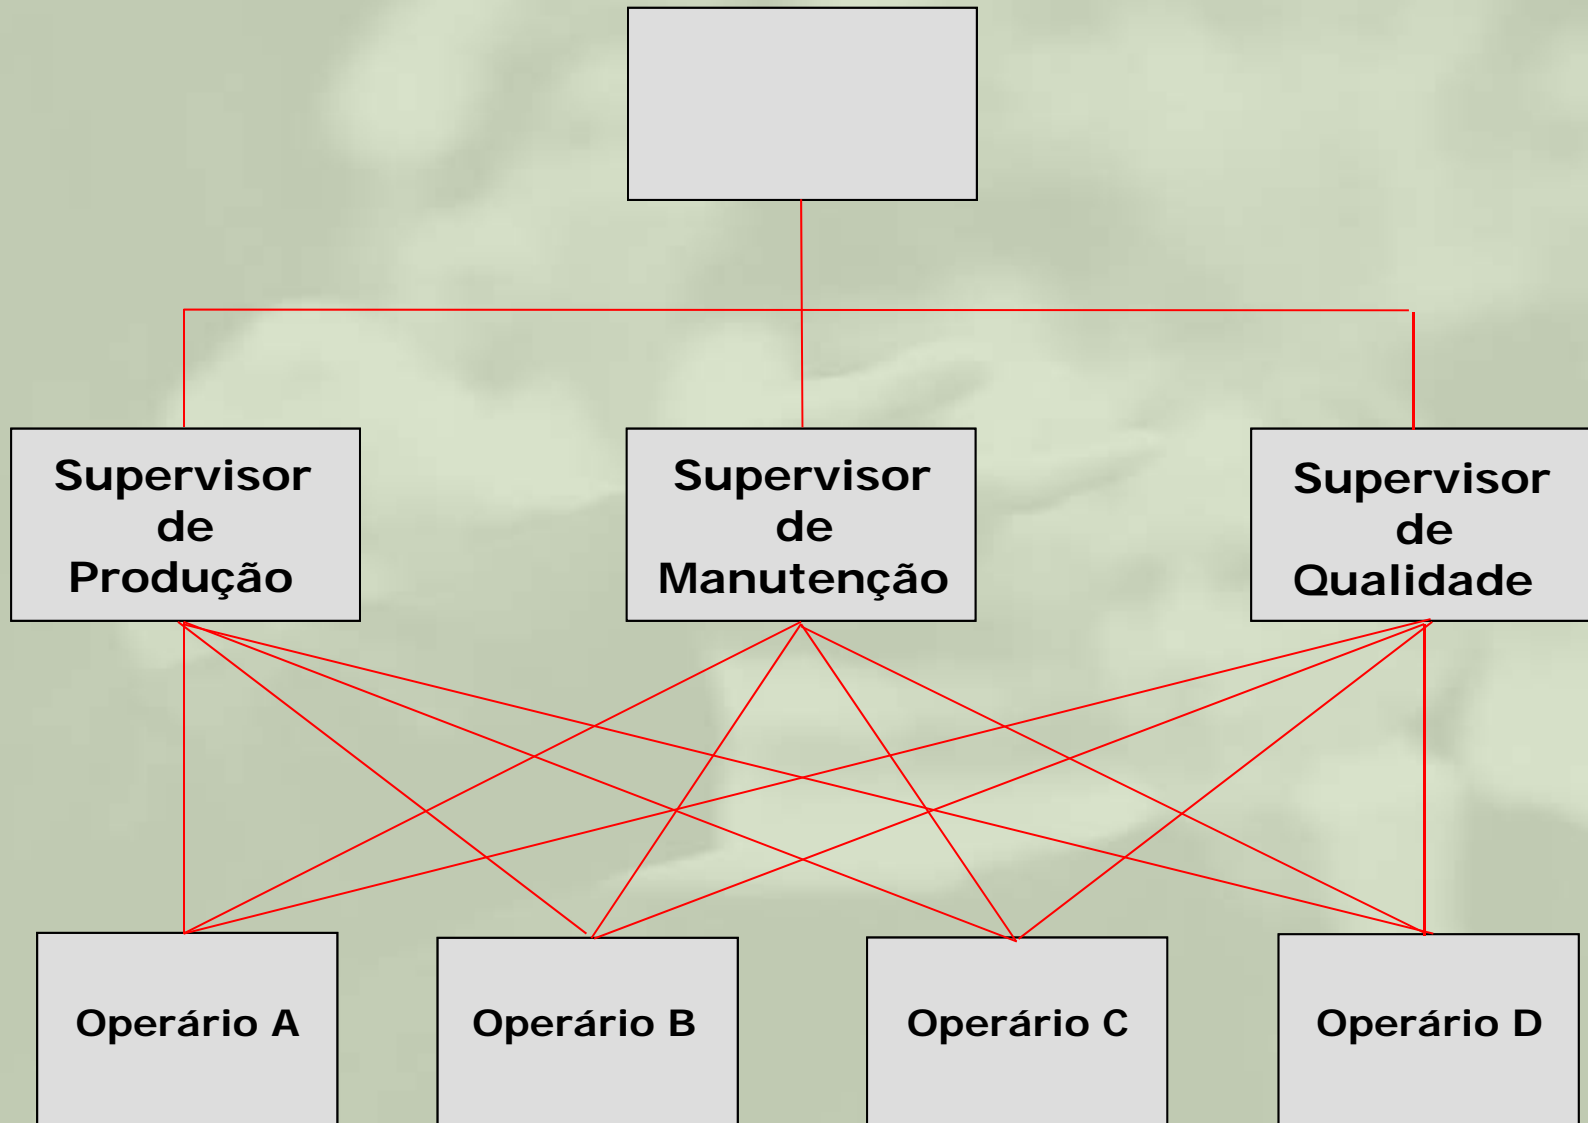 Supervisor
de
Produção
Supervisor
de
Manutenção
Supervisor
de
Qualidade
Operário A
Operário B
Operário C
Operário D